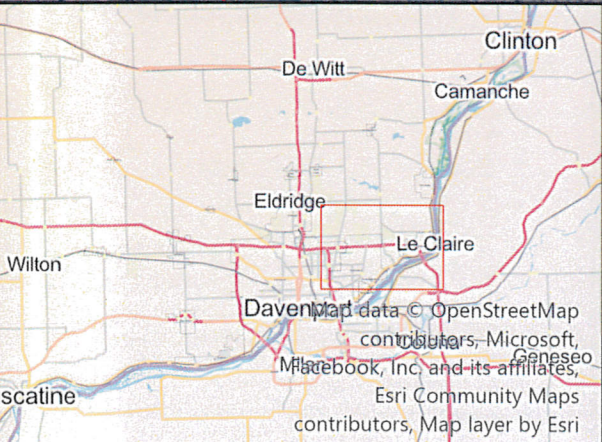 Clinton
De Witt
Camanche
Eldridge
Le Claire
Wilton
Davenport
Map data © OpenStreetMap
contributors, Microsoft,
Colona
Geneseo
Facebook, Inc. and its affiliates,
scatine
Esri Community Maps
contributors, Map layer by Esri